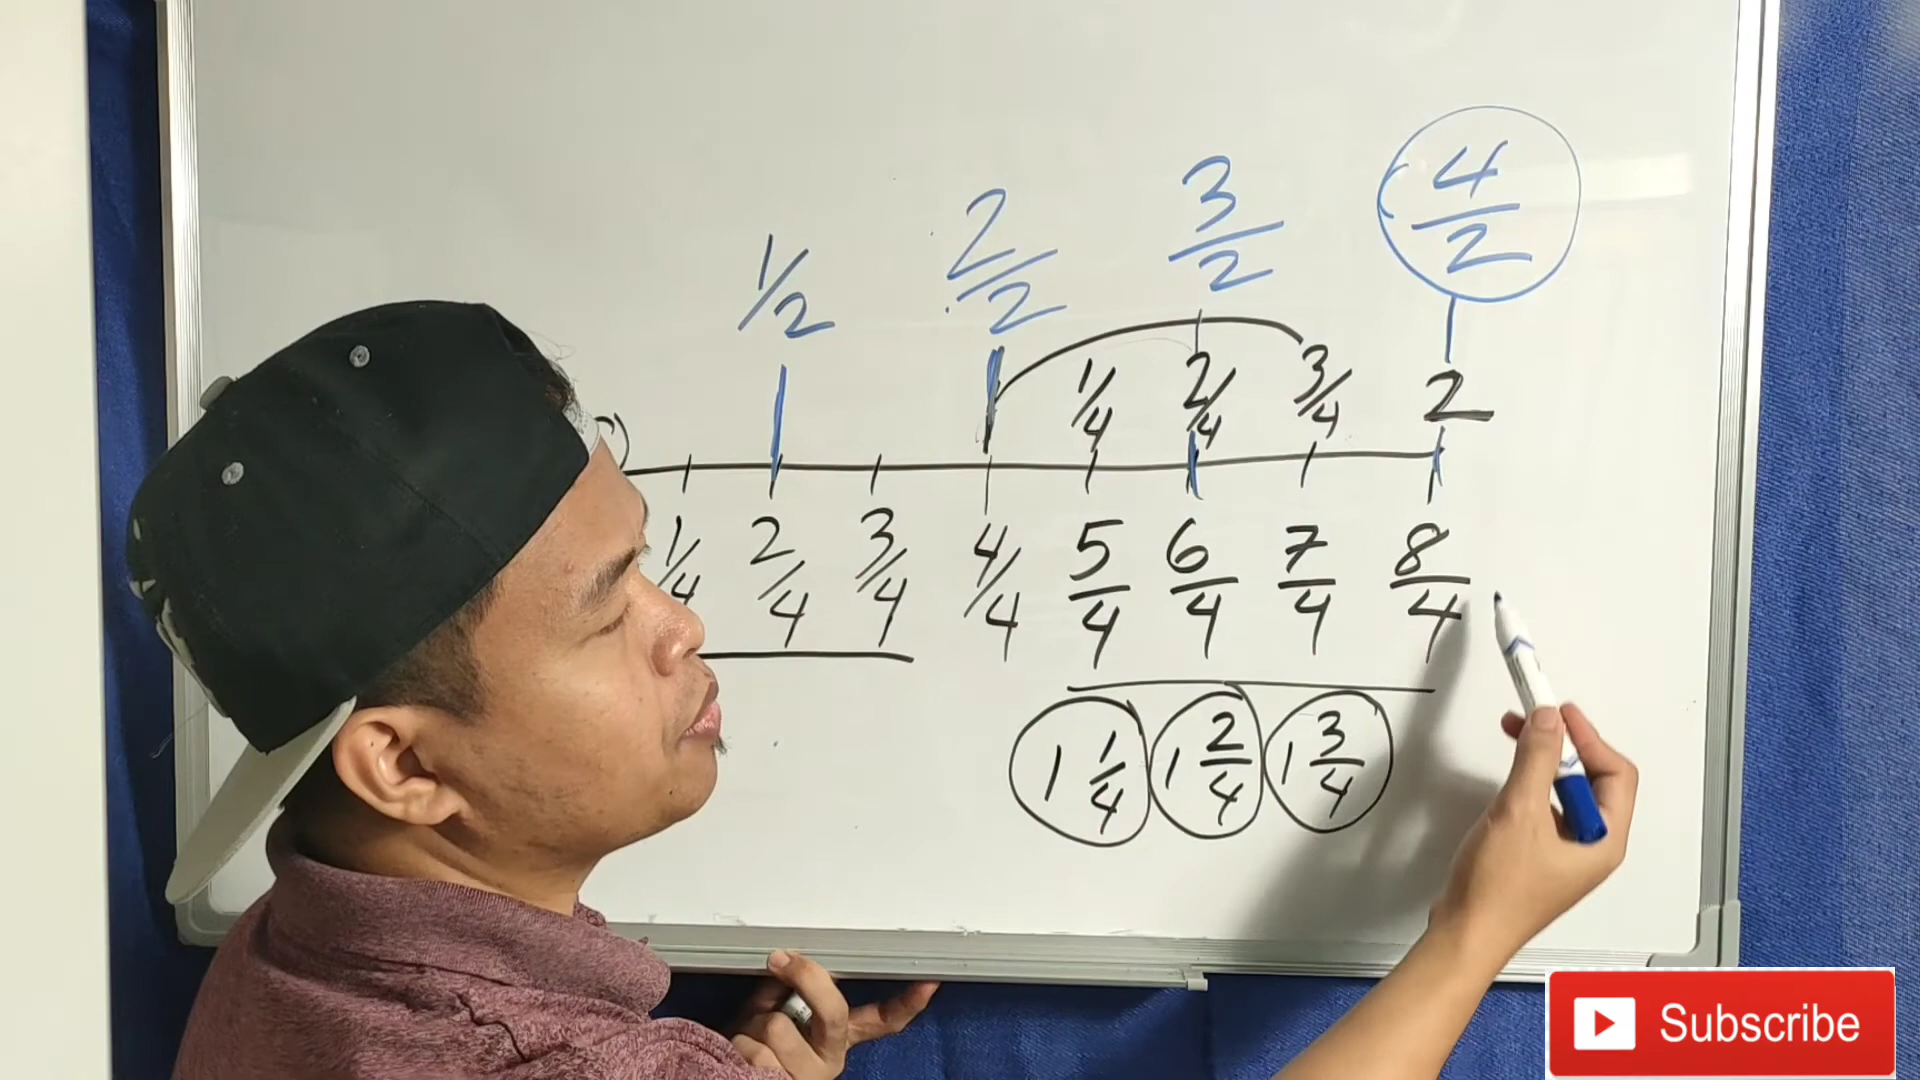 1/2 2/2 3/2 4/2
1 1/4 2/4 3/4 2
1/4 2/4 3/4 4/4 5/4 6/4 7/4 8/4
1 1/4 1 2/4 1 3/4
Subscribe